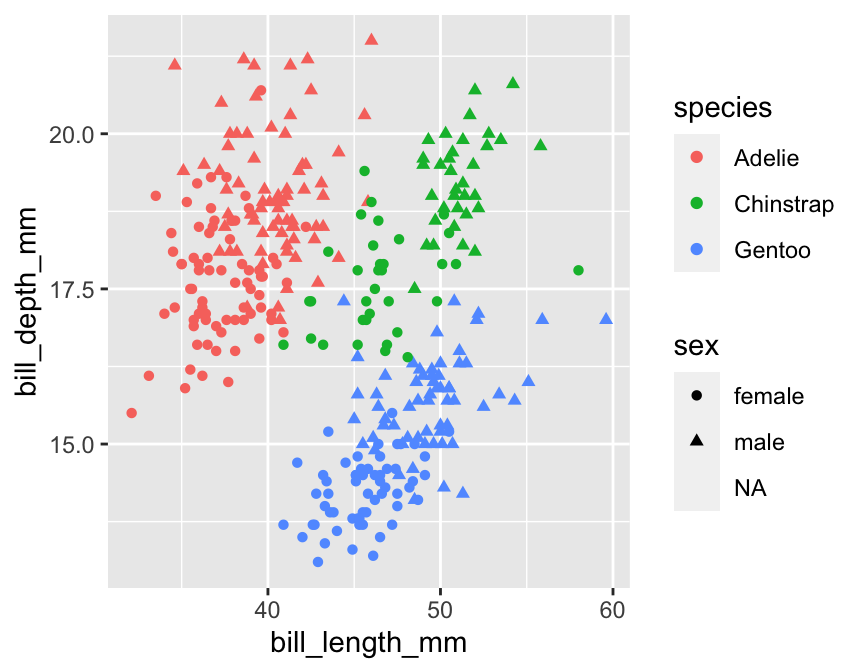 bill_depth_mm
20.0
17.5
15.0
40
50
60
bill_length_mm
species
Adelie
Chinstrap
Gentoo
sex
female
male
NA